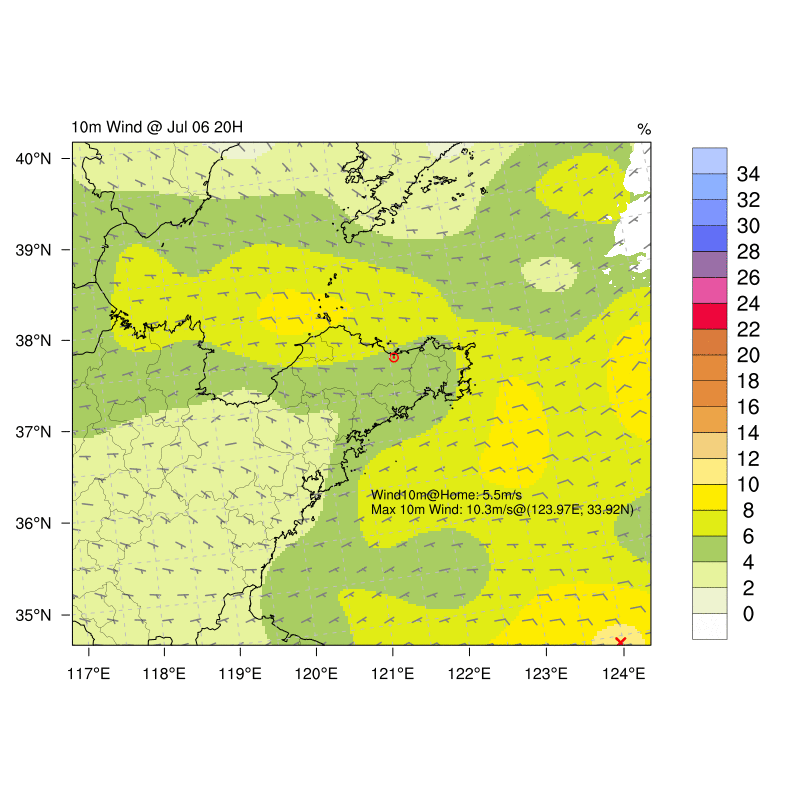 10m Wind @ Jul 06 20H
%
40°N
39°N
38°N
37°N
36°N
35°N
Wind10m@Home: 5.5m/s
Max 10m Wind: 10.3m/s@(123.97E, 33.92N)
117°E 118°E 119°E 120°E 121°E 122°E 123°E 124°E
34
32
30
28
26
24
22
20
18
16
14
12
10
8
6
4
2
0